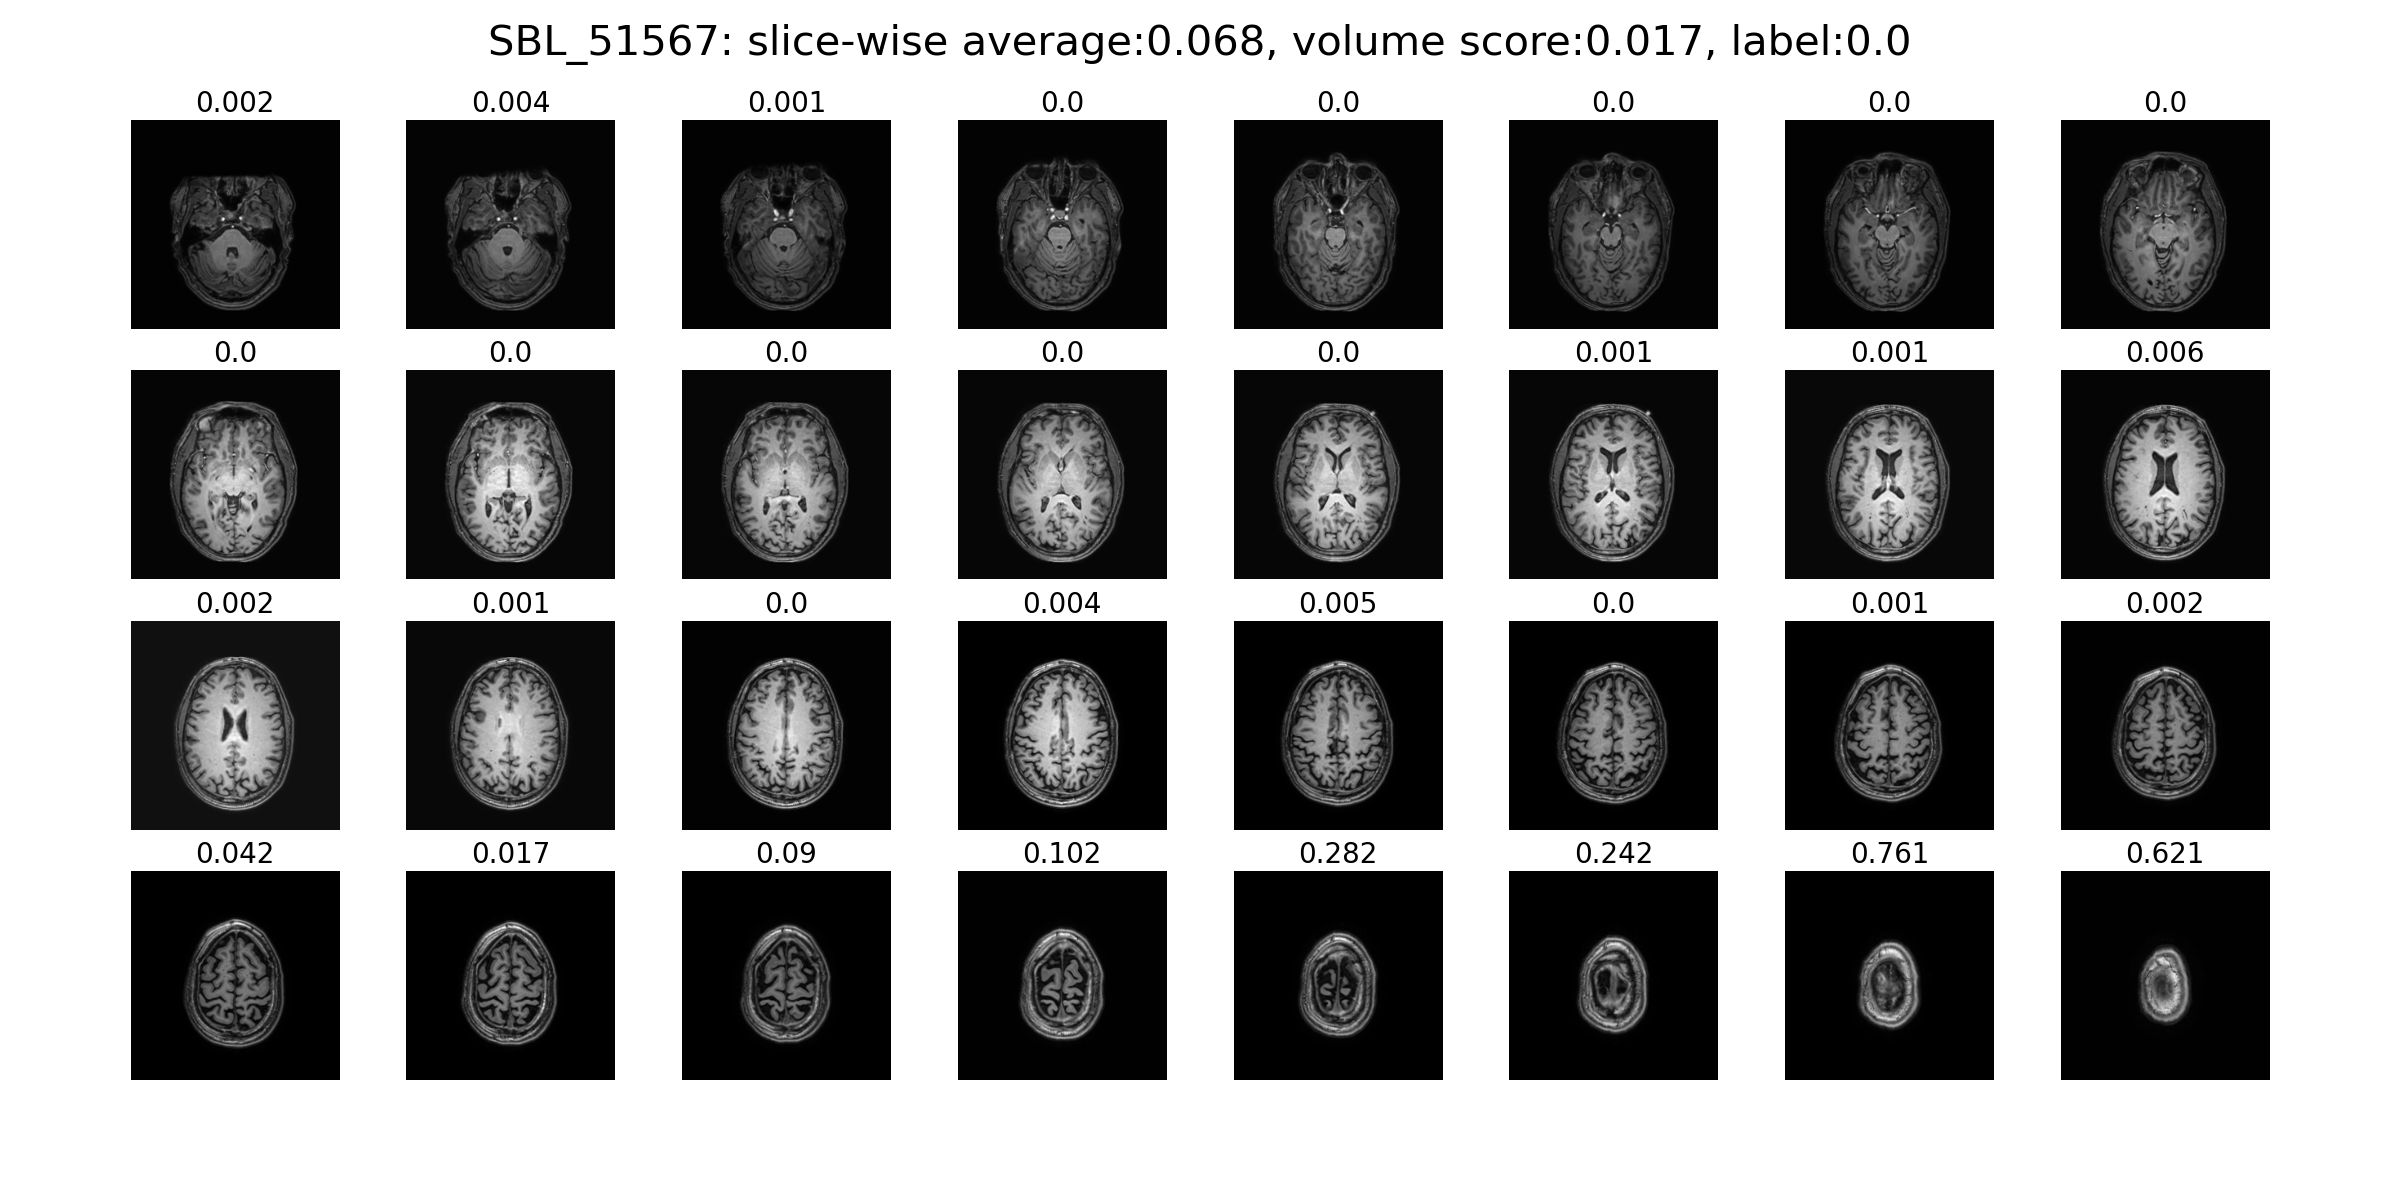 SBL_51567: slice-wise average:0.068, volume score:0.017, label:0.0
0.002 0.004 0.001 0.0 0.0 0.0 0.0 0.0
0.0 0.0 0.0 0.0 0.0 0.001 0.001 0.006
0.002 0.001 0.0 0.004 0.005 0.0 0.001 0.002
0.042 0.017 0.09 0.102 0.282 0.242 0.761 0.621